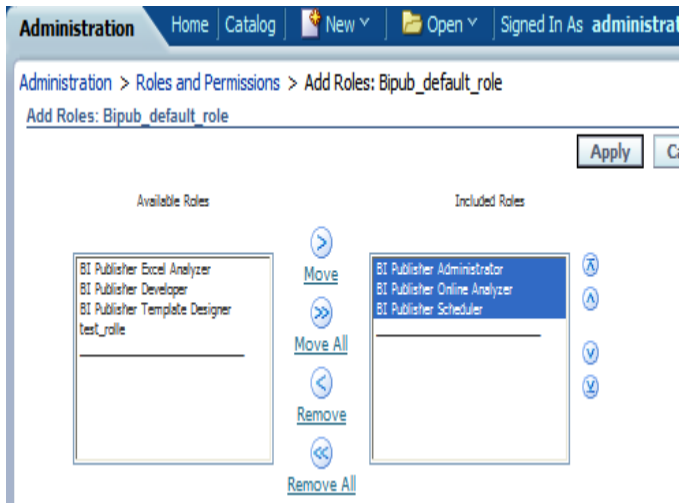 Administration Home Catalog New Open Signed In As administrat
Administration > Roles and Permissions > Add Roles: Bipub_default_role
Add Roles: Bipub_default_role
Apply Ca
Available Roles Included Roles
BI Publisher Excel Analyzer
BI Publisher Developer
BI Publisher Template Designer
test_rolle
Move
Move All
Remove
Remove All
BI Publisher Administrator
BI Publisher Online Analyzer
BI Publisher Scheduler